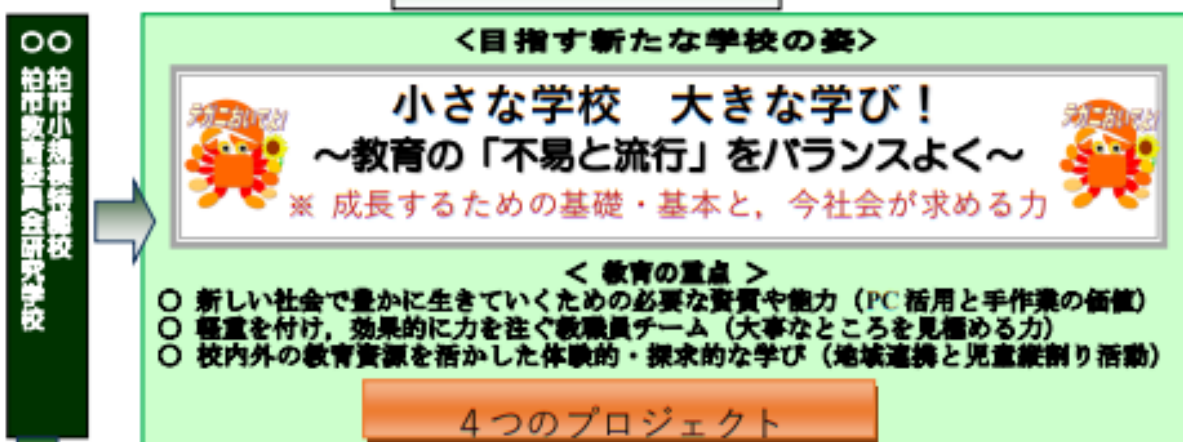 ○柏市小規模特認校
○柏市教育委員会研究学校
<目指す新たな学校の姿>
小さな学校 大きな学び!
~教育の「不易と流行」をバランスよく~
※ 成長するための基礎・基本と,今社会が求める力
< 教育の重点 >
○ 新しい社会で豊かに生きていくための必要な資質や能力(PC活用と手作業の価値)
○ 軽重を付け,効果的に力を注ぐ教職員チーム(大事なところを見極める力)
○ 校内外の教育資源を活かした体験的・探求的な学び(地域連携と児童縦割り活動)
4つのプロジェクト